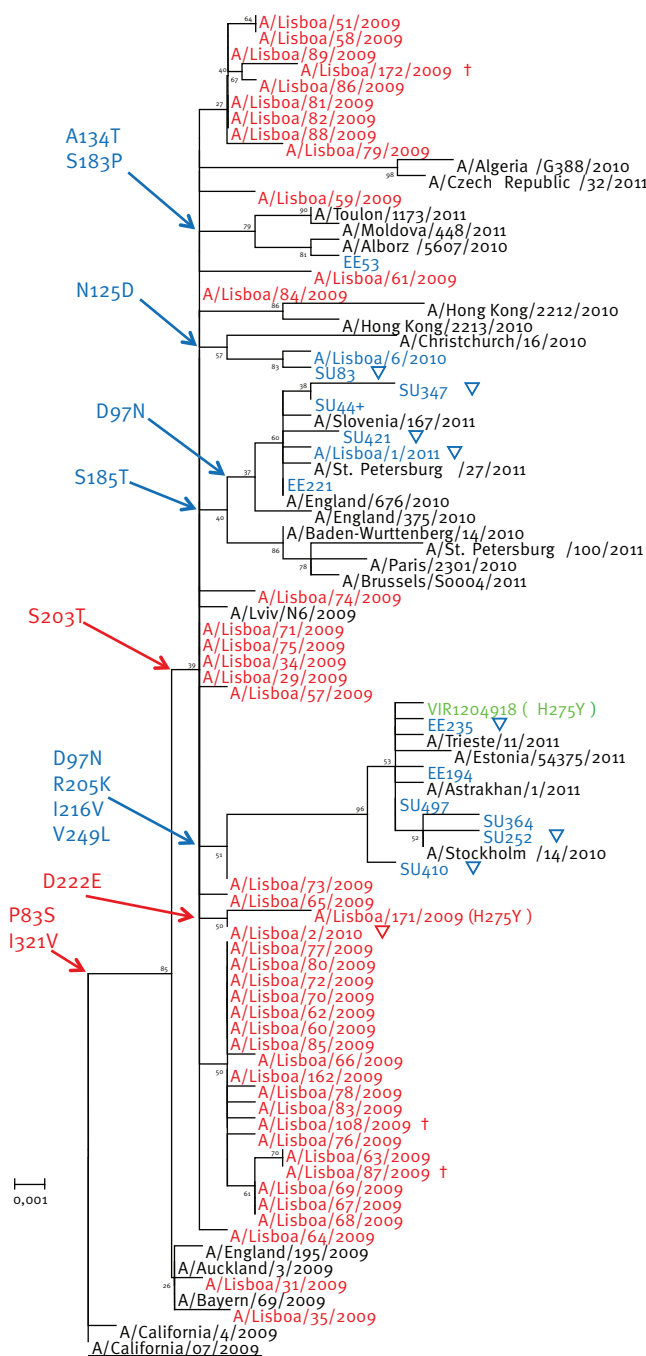 64
A/Lisboa/51/2009
A/Lisboa/58/2009
A/Lisboa/89/2009
40
A/Lisboa/172/2009 †
67
A/Lisboa/86/2009
27
A/Lisboa/81/2009
A/Lisboa/82/2009
A/Lisboa/88/2009
A/Lisboa/79/2009
A134T
S183P
A/Algeria /G388/2010
98
A/Czech Republic /32/2011
A/Lisboa/59/2009
90
A/Toulon/1173/2011
79
A/Moldova/448/2011
A/Alborz /5607/2010
81
EE53
A/Lisboa/61/2009
N125D
A/Lisboa/84/2009
86
A/Hong Kong/2212/2010
A/Hong Kong/2213/2010
A/Christchurch/16/2010
57
A/Lisboa/6/2010
83
SU83 ▽
38
SU347 ▽
SU44+
D97N
A/Slovenia/167/2011
60
SU421 ▽
A/Lisboa/1/2011 ▽
37
A/St. Petersburg /27/2011
S185T
EE221
A/England/676/2010
40
A/England/375/2010
A/Baden-Wurttenberg/14/2010
86
A/St. Petersburg /100/2011
78
A/Paris/2301/2010
A/Brussels/S0004/2011
A/Lisboa/74/2009
S203T
A/Lviv/N6/2009
A/Lisboa/71/2009
A/Lisboa/75/2009
39
A/Lisboa/34/2009
A/Lisboa/29/2009
A/Lisboa/57/2009
VIR1204918 ( H275Y)
EE235 ▽
A/Trieste/11/2011
D97N
R205K
I216V
V249L
A/Estonia/54375/2011
53
EE194
A/Astrakhan/1/2011
SU497
96
SU364
52
SU252 ▽
51
A/Stockholm /14/2010
SU410 ▽
D222E
A/Lisboa/73/2009
A/Lisboa/65/2009
P83S
I321V
50
A/Lisboa/171/2009 (H275Y)
A/Lisboa/2/2010 ▽
A/Lisboa/77/2009
85
A/Lisboa/80/2009
A/Lisboa/72/2009
A/Lisboa/70/2009
A/Lisboa/62/2009
A/Lisboa/60/2009
A/Lisboa/85/2009
50
A/Lisboa/66/2009
A/Lisboa/162/2009
A/Lisboa/78/2009
A/Lisboa/83/2009
A/Lisboa/108/2009 †
A/Lisboa/76/2009
70
A/Lisboa/63/2009
A/Lisboa/87/2009 †
61
A/Lisboa/69/2009
0,001
A/Lisboa/67/2009
A/Lisboa/68/2009
A/Lisboa/64/2009
A/England/195/2009
A/Auckland/3/2009
26
A/Lisboa/31/2009
A/Bayern/69/2009
A/Lisboa/35/2009
A/California/4/2009
A/California/07/2009